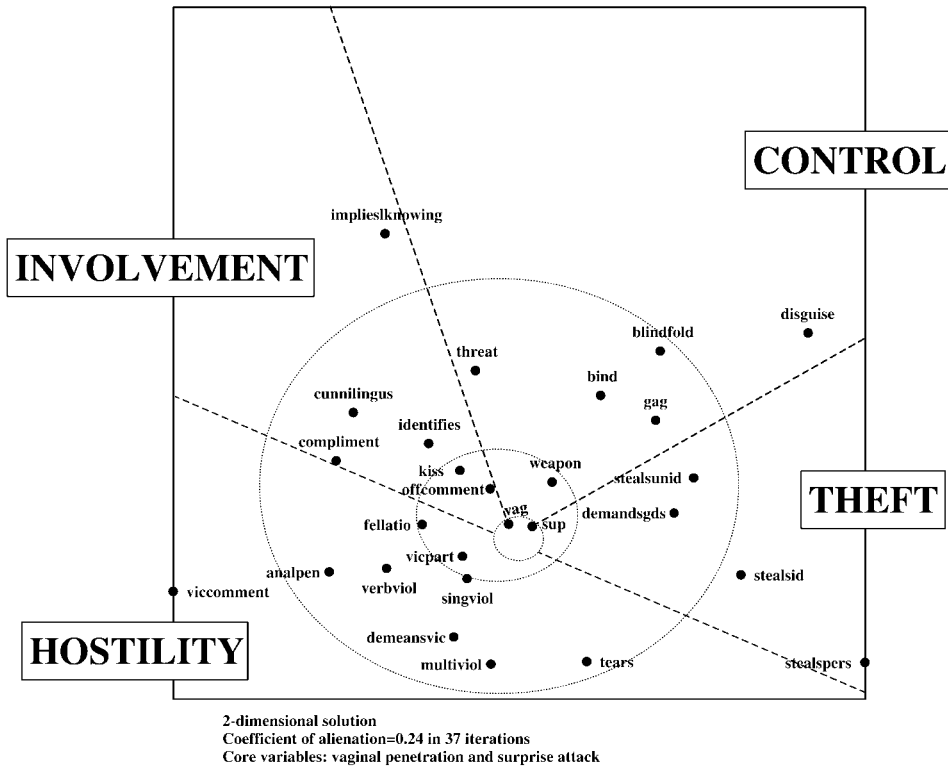 CONTROL
implieslknowing
INVOLVEMENT
disguise
blindfold
threat
bind
cunnilingus
gag
identifies
compliment
kiss
weapon
offcomment
stealsunid
THETF
vag
sup
demandsgds
fellatio
vicpart
analpen
verbviol
singviol
stealsid
viccomment
HOSTILITY
demeansvic
multiviol
tears
stealspers
2-dimensional solution
Coefficient of alienation=0.24 in 37 iterations
Core variables: vaginal penetration and surprise attack